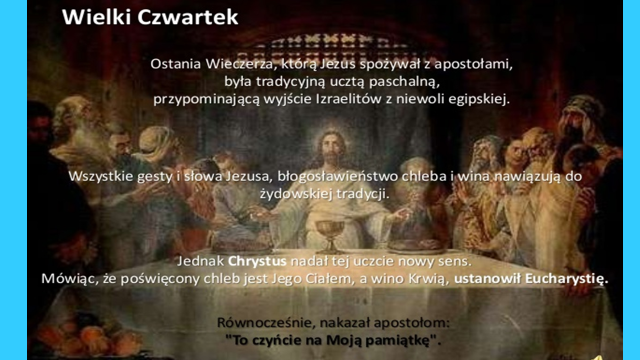 Wielki Czwartek
Ostania Wieczerza, którą Jezus spożywał z apostołami,
była tradycyjną ucztą paschalną,
przypominającą wyjście Izraelitów z niewoli egipskiej.
Wszystkie gesty i słowa Jezusa, błogosławieństwo chleba i wina nawiązują do
żydowskiej tradycji.
Jednak Chrystus nadał tej uczcie nowy sens.
Mówiąc, że poświęcony chleb jest Jego Ciałem, a wino Krwią, ustanowił Eucharystię.
Równocześnie, nakazał apostołom:
"To czyńcie na Moją pamiątkę".